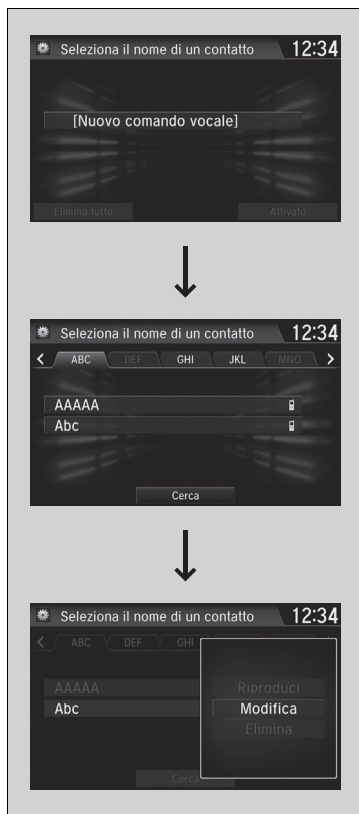 Seleziona il nome di un contatto 12:34
[Nuovo comando vocale]
Elimina tutto Attivato
Seleziona il nome di un contatto 12:34
ABC DEF GHI JKL MNO
AAAAA
Abc
Cerca
Seleziona il nome di un contatto 12:34
ABC DEF GHI
AAAAA Riproduci
Abc Modifica
Elimina
Cerca